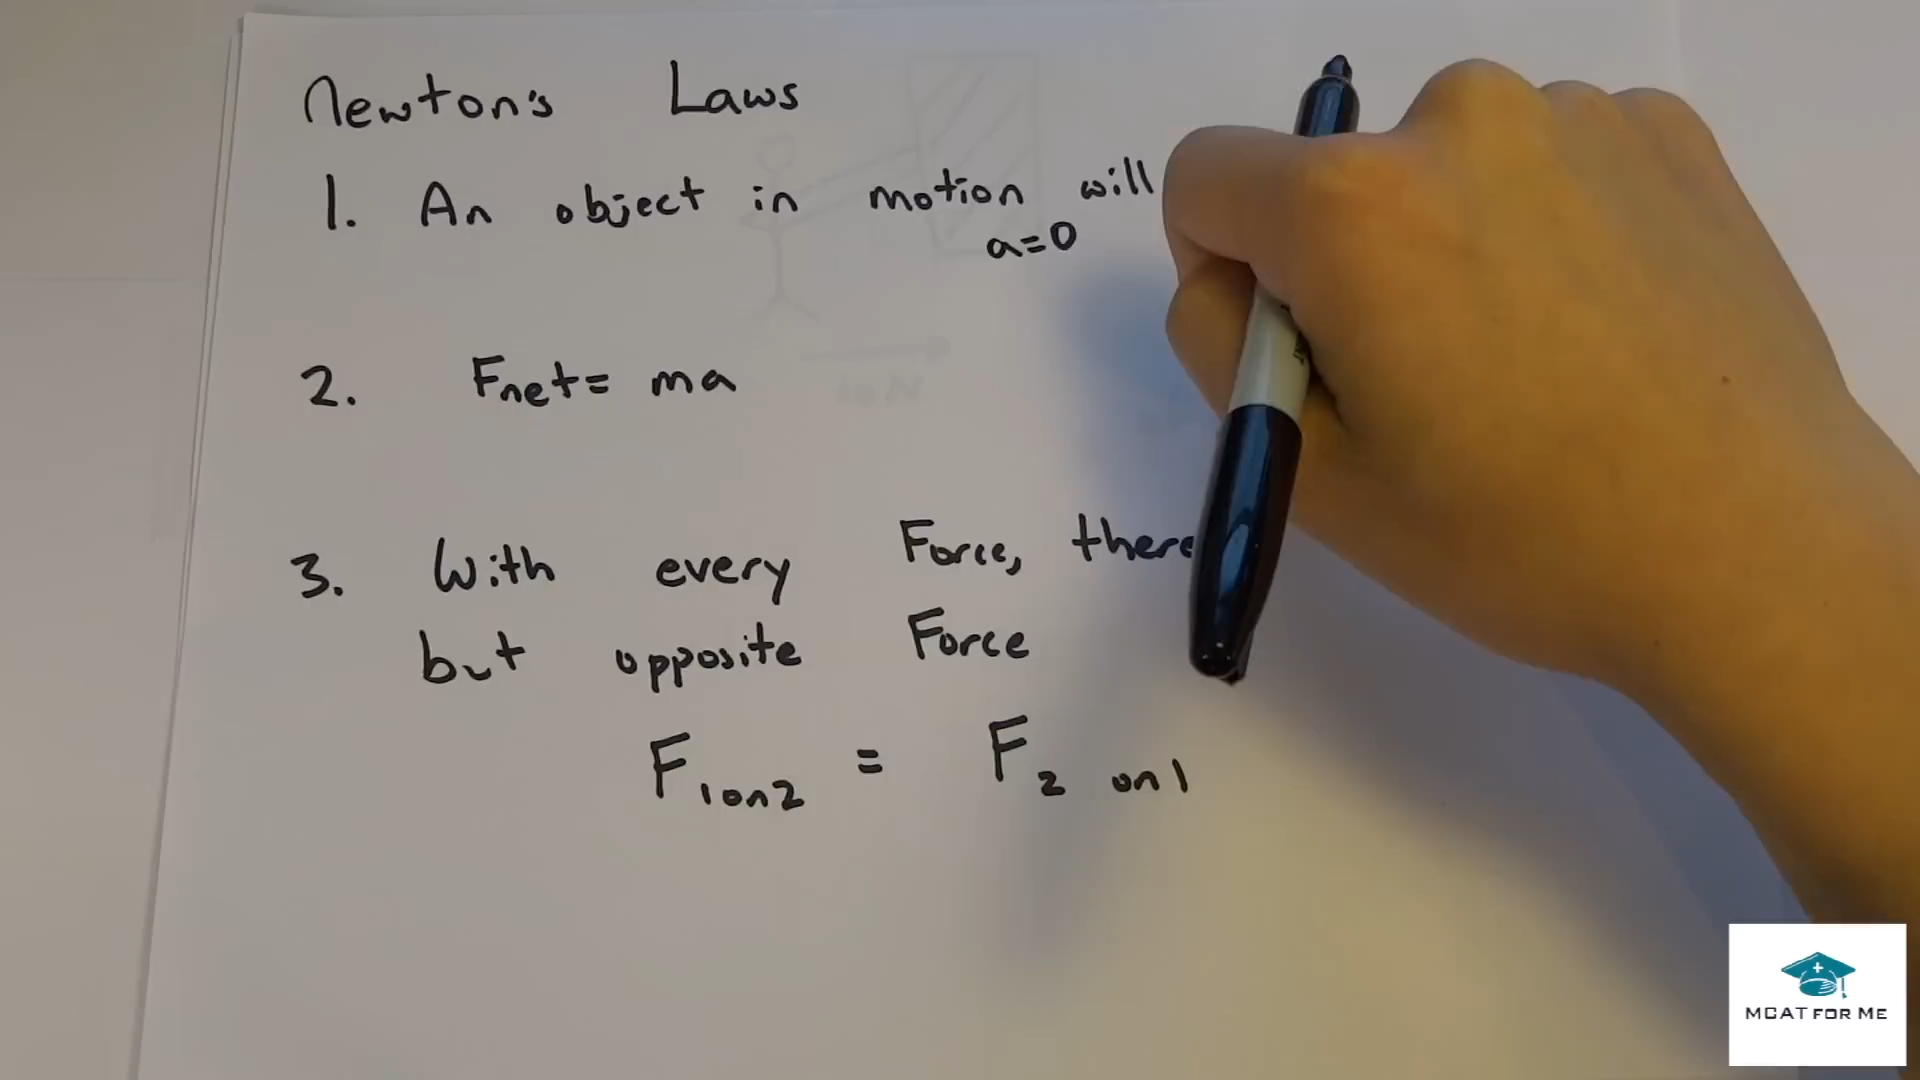 Newton's Laws
1. An object in motion will
a=0
2. Fnet= ma
3. With every Force, there
but opposite Force
F1on2 = F2 on1
10 N
MCAT FOR ME